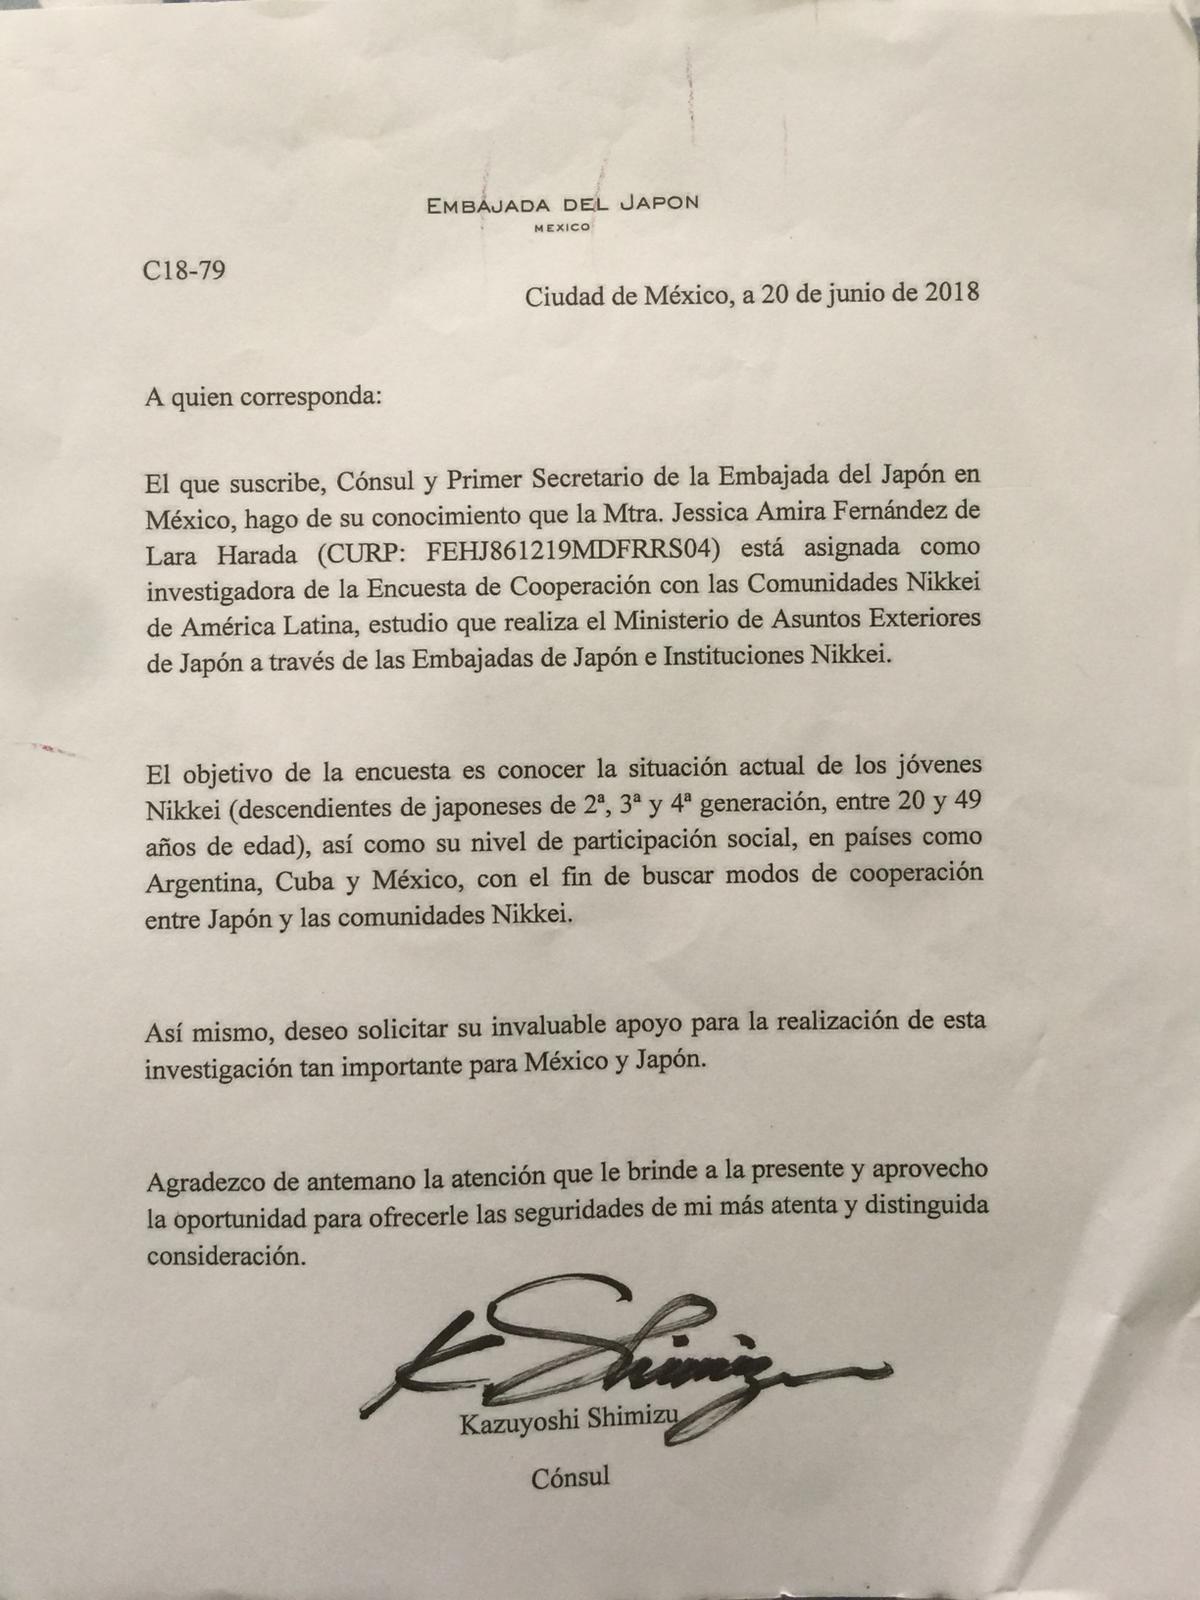 EMBAJADA DEL JAPON
MEXICO
C18-79
Ciudad de México, a 20 de junio de 2018
A quien corresponda:
El que suscribe, Cónsul y Primer Secretario de la Embajada del Japón en
México, hago de su conocimiento que la Mtra. Jessica Amira Fernández de
Lara Harada (CURP: FEHJ861219MDFRRS04) está asignada como
investigadora de la Encuesta de Cooperación con las Comunidades Nikkei
de América Latina, estudio que realiza el Ministerio de Asuntos Exteriores
de Japón a través de las Embajadas de Japón e Instituciones Nikkei.
El objetivo de la encuesta es conocer la situación actual de los jóvenes
Nikkei (descendientes de japoneses de 2ª, 3ª y 4ª generación, entre 20 y 49
años de edad), así como su nivel de participación social, en países como
Argentina, Cuba y México, con el fin de buscar modos de cooperación
entre Japón y las comunidades Nikkei.
Así mismo, deseo solicitar su invaluable apoyo para la realización de esta
investigación tan importante para México y Japón.
Agradezco de antemano la atención que le brinde a la presente y aprovecho
la oportunidad para ofrecerle las seguridades de mi más atenta y distinguida
consideración.
K Shimizu
Kazuyoshi Shimizu
Cónsul